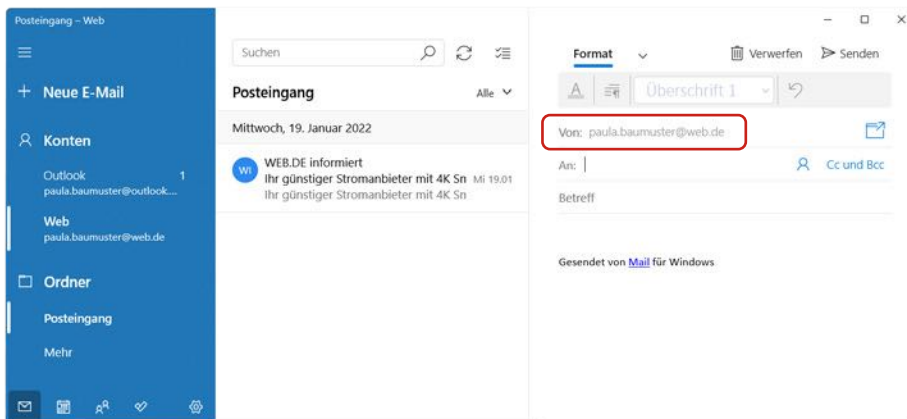 Posteingang – Web
Neue E-Mail
Konten
Outlook 1
paula.baumuster@outlook....
Web
paula.baumuster@web.de
Ordner
Posteingang
Mehr
Suchen
Posteingang
Alle
Mittwoch, 19. Januar 2022
WI
WEB.DE informiert
Ihr günstiger Stromanbieter mit 4K Sn Mi 19.01
Ihr günstiger Stromanbieter mit 4K Sn
Format
Verwerfen
Senden
A
Überschrift 1
Von: paula.baumuster@web.de
An:
Cc und Bcc
Betreff
Gesendet von Mail für Windows